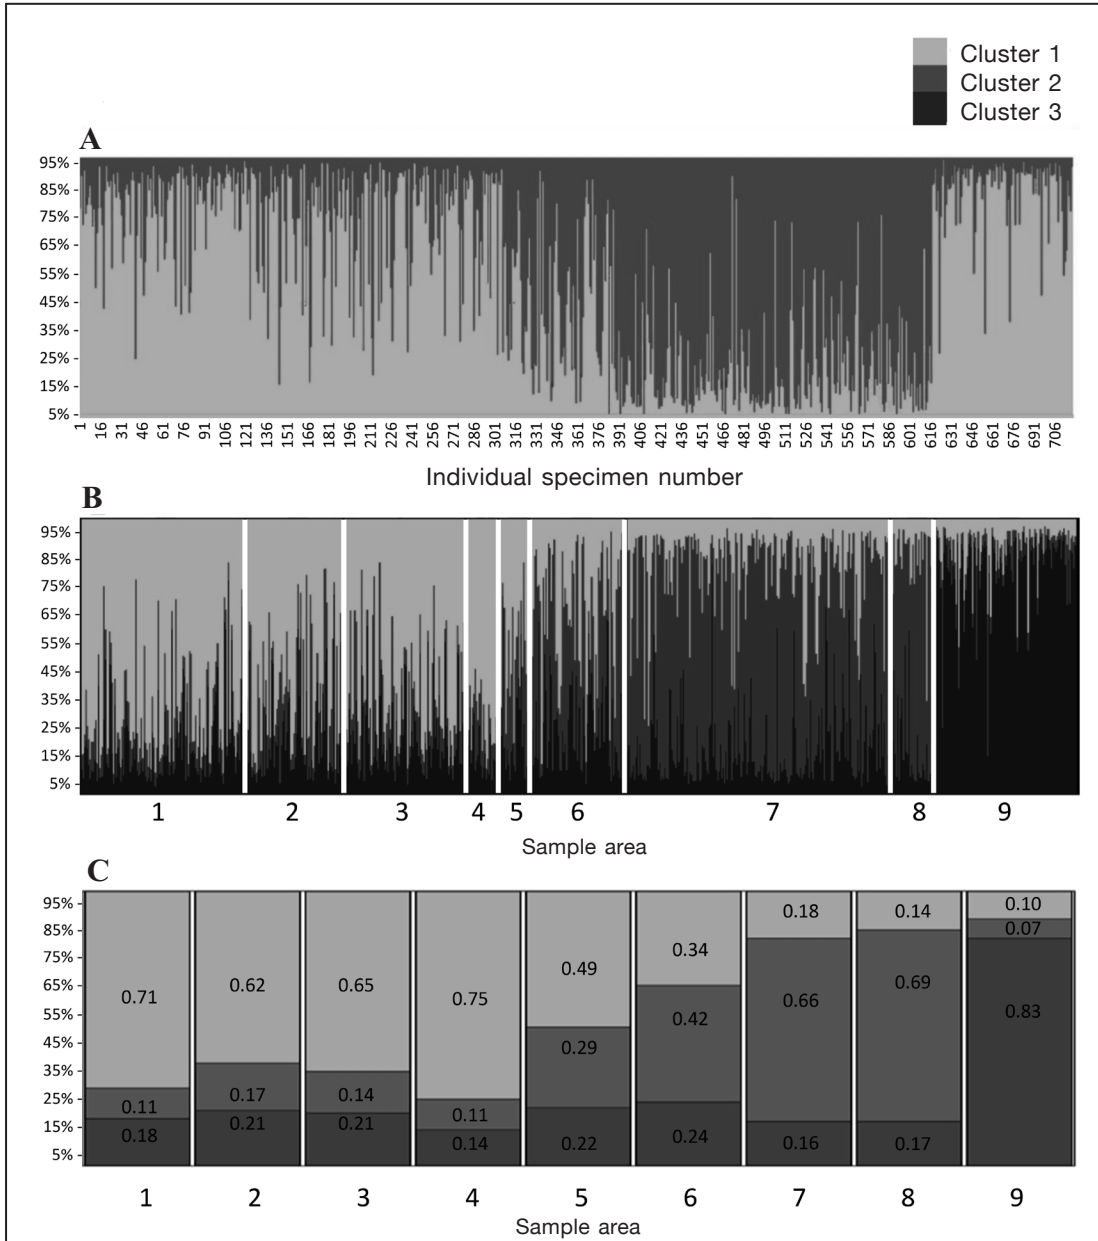 Cluster 1
Cluster 2
Cluster 3
A
95%
85%
75%
65%
55%
45%
35%
25%
15%
5%
1 16 31 46 61 76 91 106 121 136 151 166 181 196 211 226 241 256 271 286 301 316 331 346 361 376 391 406 421 436 451 466 481 496 511 526 541 556 571 586 601 616 631 646 661 676 691 706
Individual specimen number
B
95%
85%
75%
65%
55%
45%
35%
25%
15%
5%
1 2 3 4 5 6 7 8 9
Sample area
C
95%
85%
75%
65%
55%
45%
35%
25%
15%
5%
0.71 0.62 0.65 0.75 0.49 0.34 0.18 0.14 0.10
0.11 0.17 0.14 0.11 0.29 0.42 0.66 0.69 0.07
0.18 0.21 0.21 0.14 0.22 0.24 0.16 0.17 0.83
1 2 3 4 5 6 7 8 9
Sample area